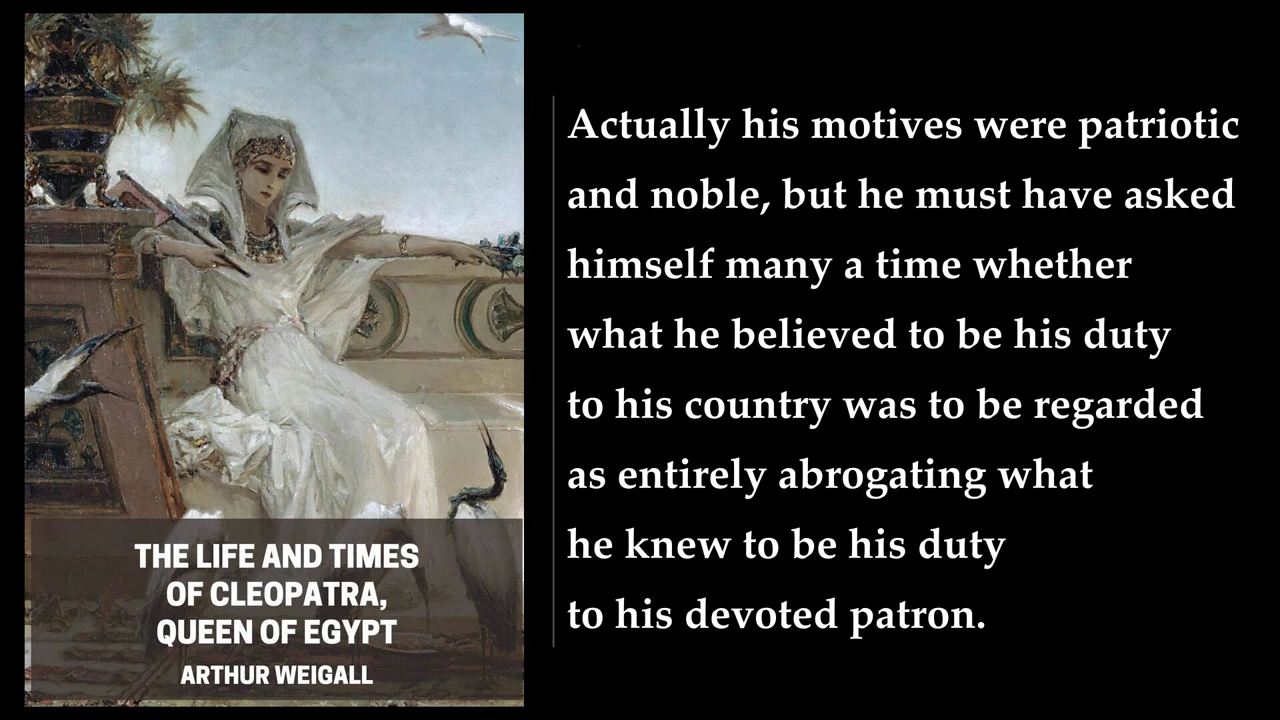 Actually his motives were patriotic
and noble, but he must have asked
himself many a time whether
what he believed to be his duty
to his country was to be regarded
as entirely abrogating what
he knew to be his duty
to his devoted patron.
THE LIFE AND TIMES
OF CLEOPATRA,
QUEEN OF EGYPT
ARTHUR WEIGALL